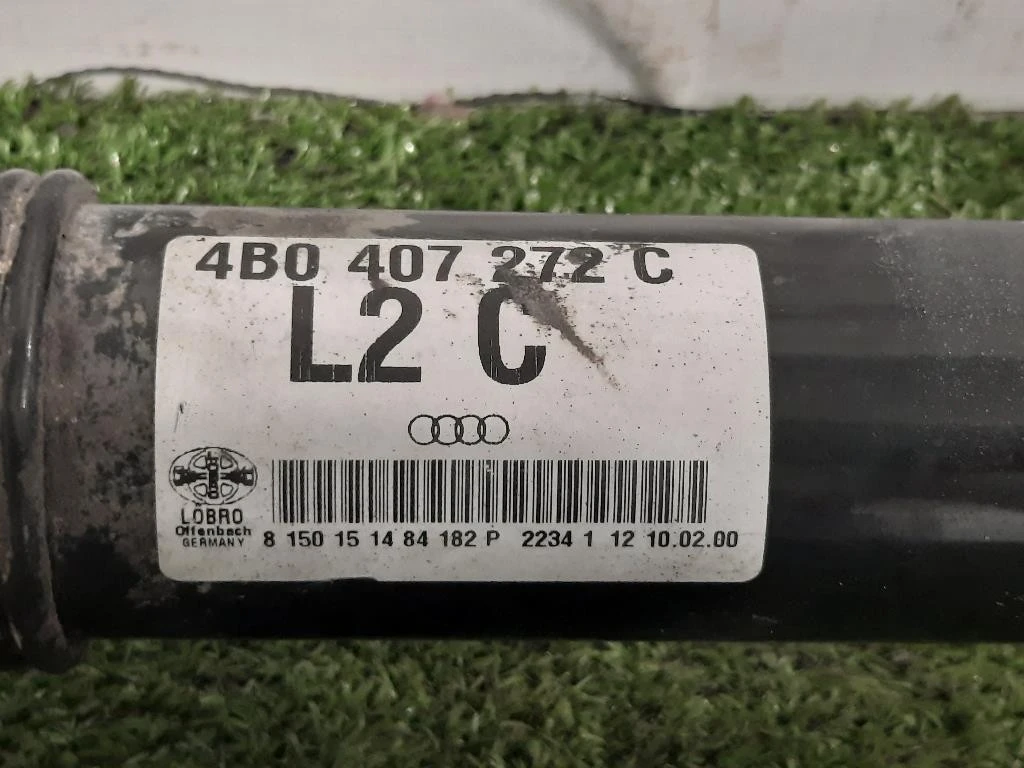 4B0 407 272 C
L2 C
LÖBRO
Offenbach
GERMANY
8 150 15 14 84 182 P 2234 1 12 10.02.00